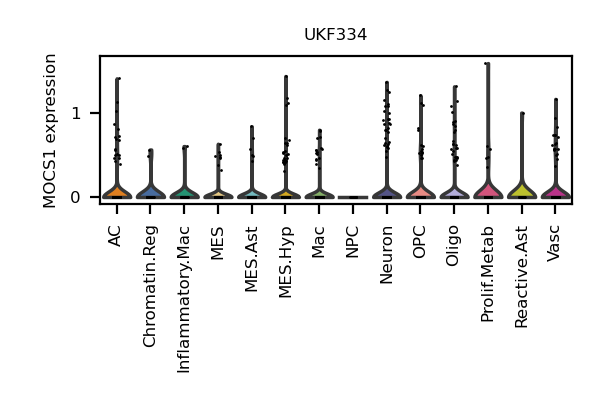 UKF334
MOCS1 expression
1
0
AC
Chromatin.Reg
Inflammatory.Mac
MES
MES.Ast
MES.Hyp
Mac
NPC
Neuron
OPC
Oligo
Prolif.Metab
Reactive.Ast
Vasc